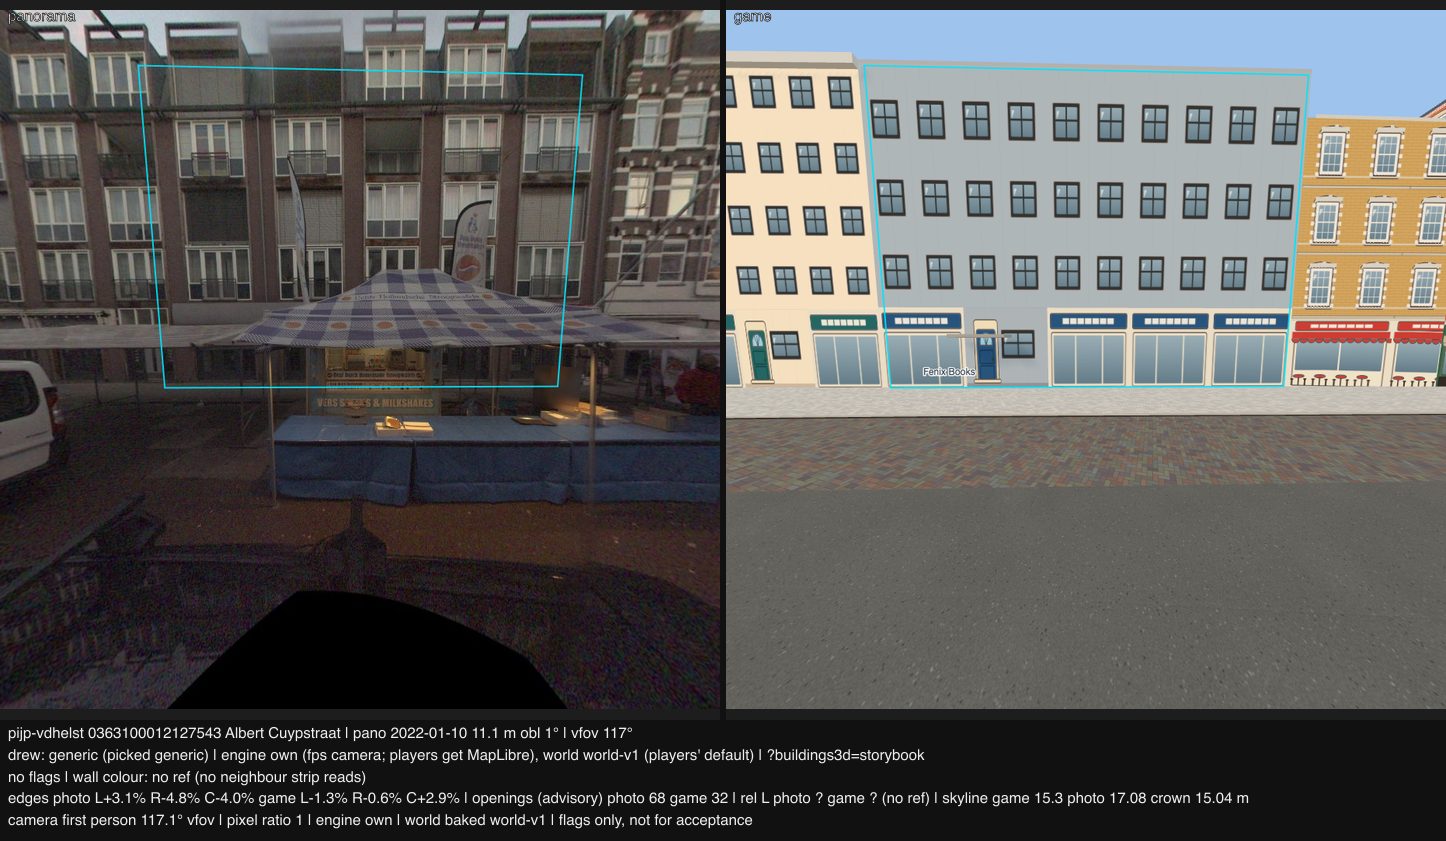 panorama
game
Echte Hollandsche Stroopwafels
VERS S & MILKSHAKES
Fenix Books
pijp-vdhelst 0363100012127543 Albert Cuypstraat | pano 2022-01-10 11.1 m obl 1° | vfov 117°
drew: generic (picked generic) | engine own (fps camera; players get MapLibre), world world-v1 (players' default) | ?buildings3d=storybook
no flags | wall colour: no ref (no neighbour strip reads)
edges photo L+3.1% R-4.8% C-4.0% game L-1.3% R-0.6% C+2.9% | openings (advisory) photo 68 game 32 | rel L photo ? game ? (no ref) | skyline game 15.3 photo 17.08 crown 15.04 m
camera first person 117.1° vfov | pixel ratio 1 | engine own | world baked world-v1 | flags only, not for acceptance